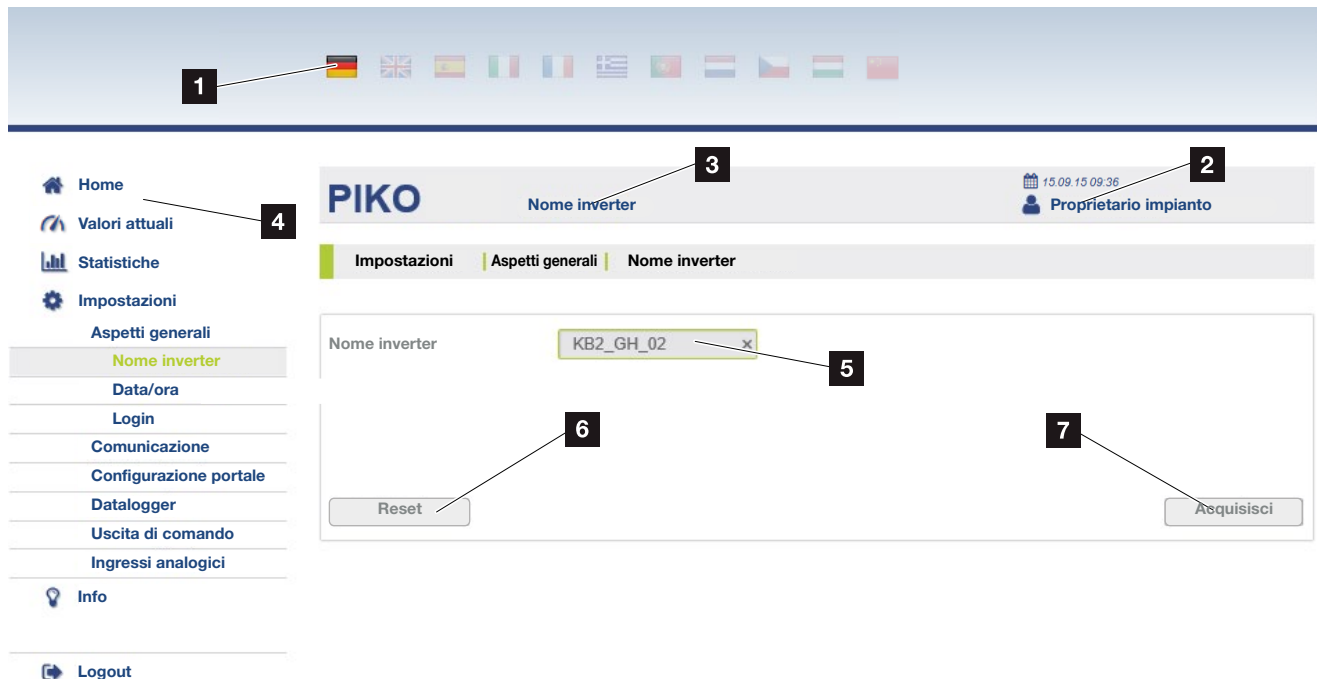 1
Home
Valori attuali
Statistiche
Impostazioni
Aspetti generali
Nome inverter
Data/ora
Login
Comunicazione
Configurazione portale
Datalogger
Uscita di comando
Ingressi analogici
Info
Logout
4
PIKO
Nome inverter
3
15.09.15 09:36
Proprietario impianto
2
Impostazioni | Aspetti generali | Nome inverter
Nome inverter
KB2_GH_02 ×
5
6
7
Reset
Acquisisci